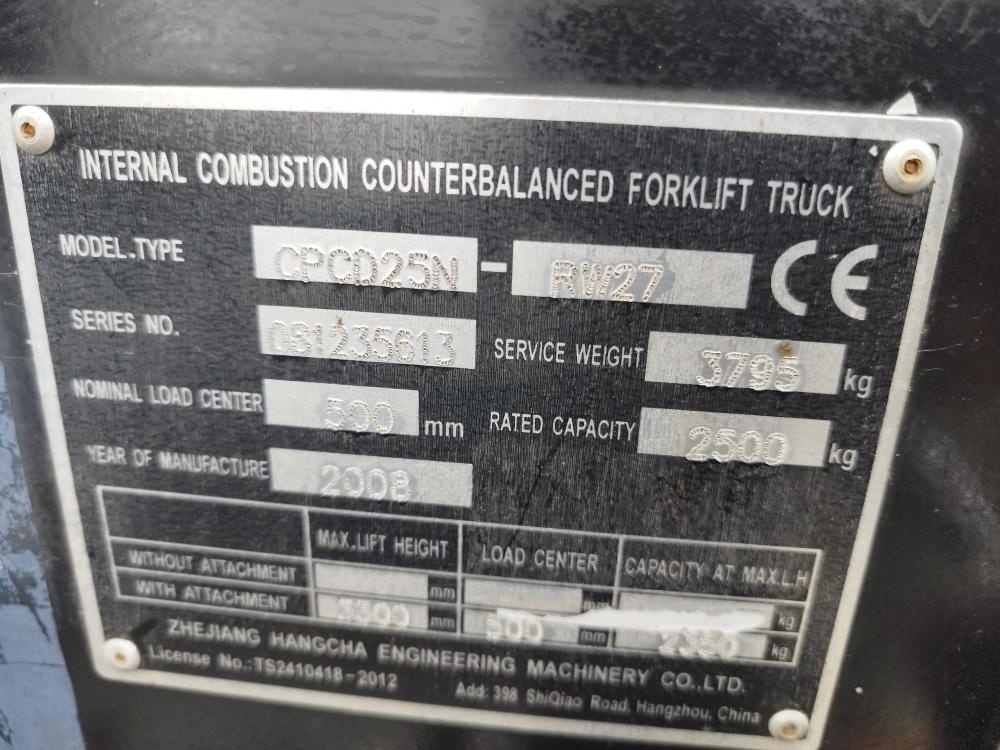 INTERNAL COMBUSTION COUNTERBALANCED FORKLIFT TRUCK
MODEL.TYPE CPCD25N - RW27 CE
SERIES NO. 081235613
SERVICE WEIGHT 3795 kg
NOMINAL LOAD CENTER 500 mm
RATED CAPACITY 2500 kg
YEAR OF MANUFACTURE 2008
MAX.LIFT HEIGHT LOAD CENTER CAPACITY AT MAX.L.H
WITHOUT ATTACHMENT mm mm kg
WITH ATTACHMENT 3500 mm 500 mm kg
ZHEJIANG HANGCHA ENGINEERING MACHINERY CO.,LTD.
License No.:TS2410418-2012
Add: 398 ShiQiao Road, Hangzhou, China